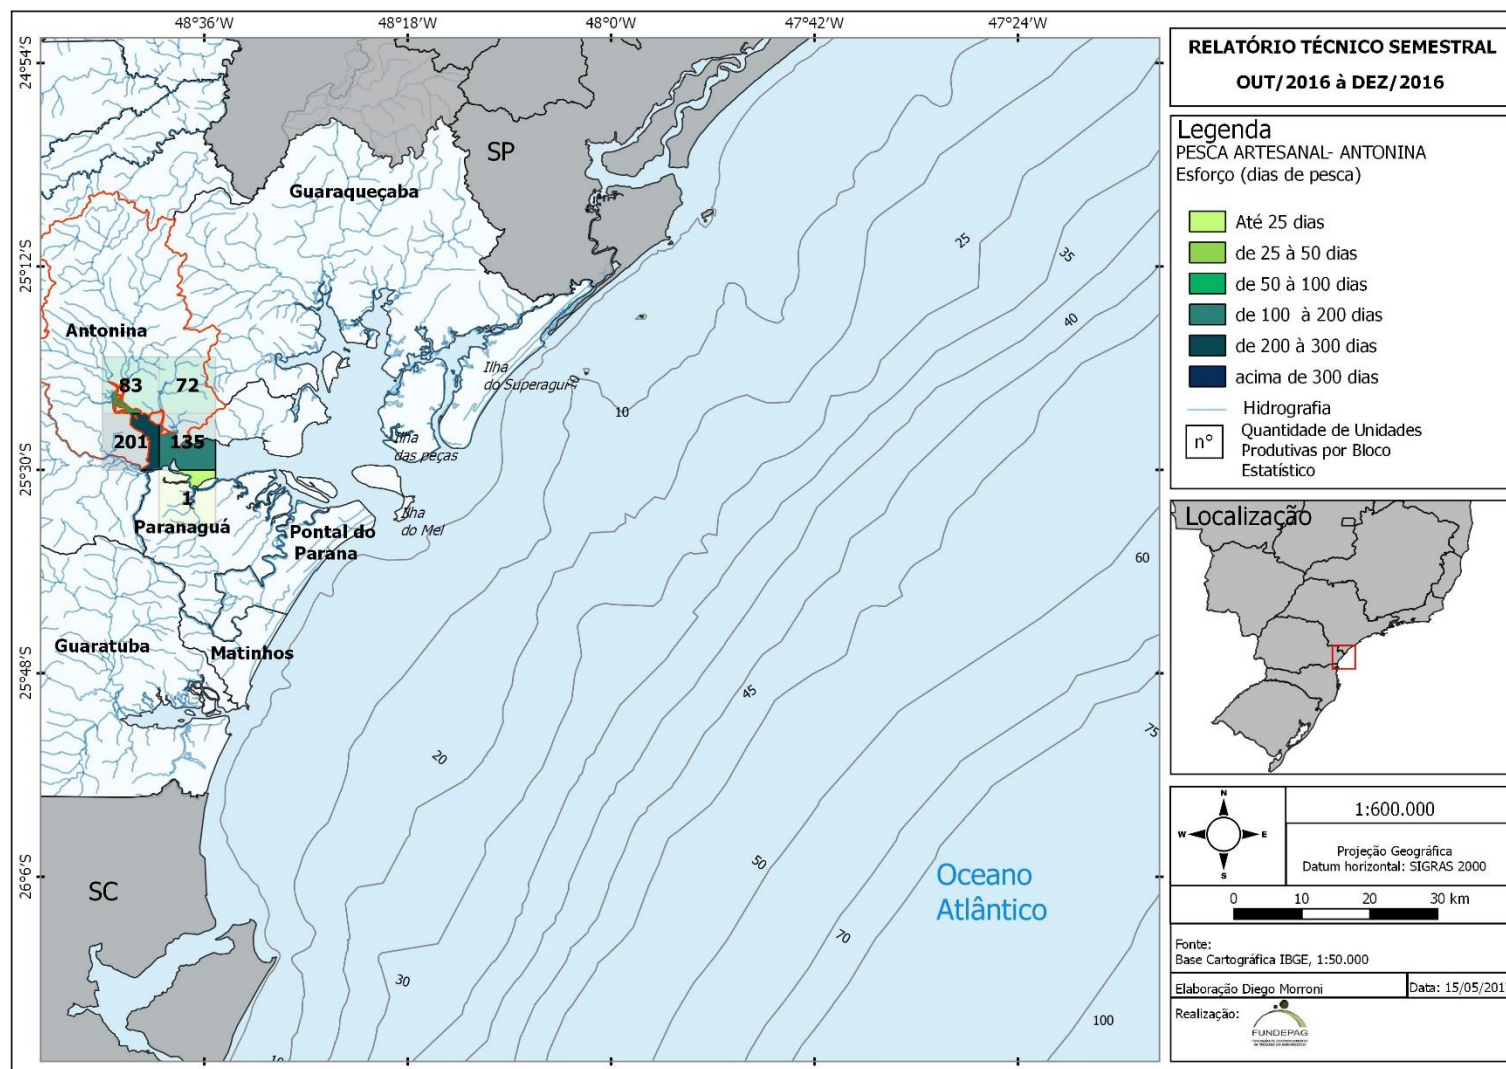 48°36'W
48°18'W
48°0'W
47°42'W
47°24'W
24°54'S
25°12'S
25°30'S
25°48'S
26°6'S
SP
Guaraqueçaba
Antonina
83
72
201
135
1
Ilha
do Superagui
Ilha
das peças
Ilha
do Mel
Paranaguá
Pontal do
Parana
Guaratuba
Matinhos
SC
10
10
25
35
40
60
45
75
20
50
70
30
100
10
Oceano
Atlântico
RELATÓRIO TÉCNICO SEMESTRAL
OUT/2016 à DEZ/2016
Legenda
PESCA ARTESANAL- ANTONINA
Esforço (dias de pesca)
Até 25 dias
de 25 à 50 dias
de 50 à 100 dias
de 100 à 200 dias
de 200 à 300 dias
acima de 300 dias
Hidrografia
n°
Quantidade de Unidades
Produtivas por Bloco
Estatístico
Localização
N
W
E
S
1:600.000
Projeção Geográfica
Datum horizontal: SIGRAS 2000
0 10 20 30 km
Fonte:
Base Cartográfica IBGE, 1:50.000
Elaboração Diego Morroni
Data: 15/05/201
Realização:
FUNDEPAG